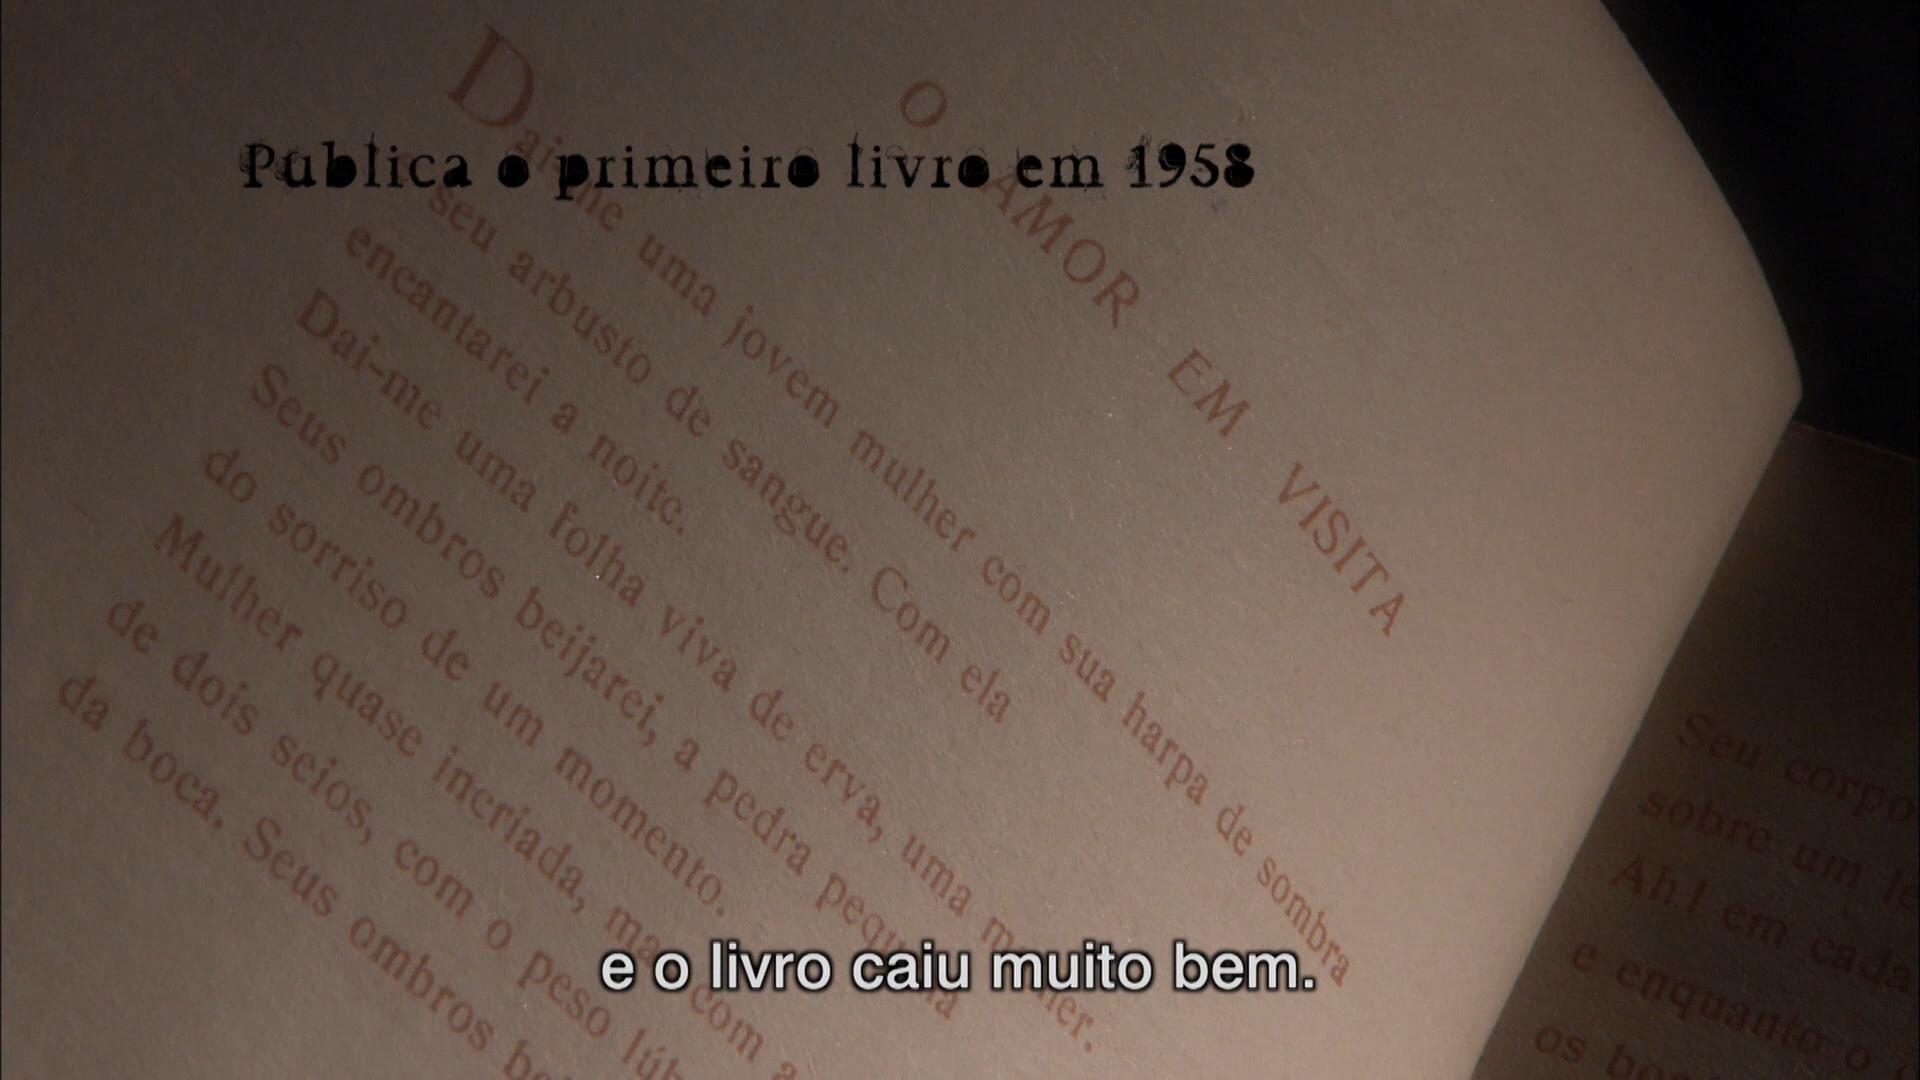 Publica o primeiro livro em 1958
O AMOR EM VISITA
Dai-me uma jovem mulher com sua harpa de sombra
seu arbusto de sangue. Com ela
encantarei a noite.
Dai-me uma folha viva de erva, uma mulher.
Seus ombros beijarei, a pedra pequena
do sorriso de um momento.
Mulher quase incriada, mas com a
de dois seios, com o peso
da boca. Seus ombros
Seu corpo
sobre um
Ah! em cada
e enquanto o
os
e o livro caiu muito bem.